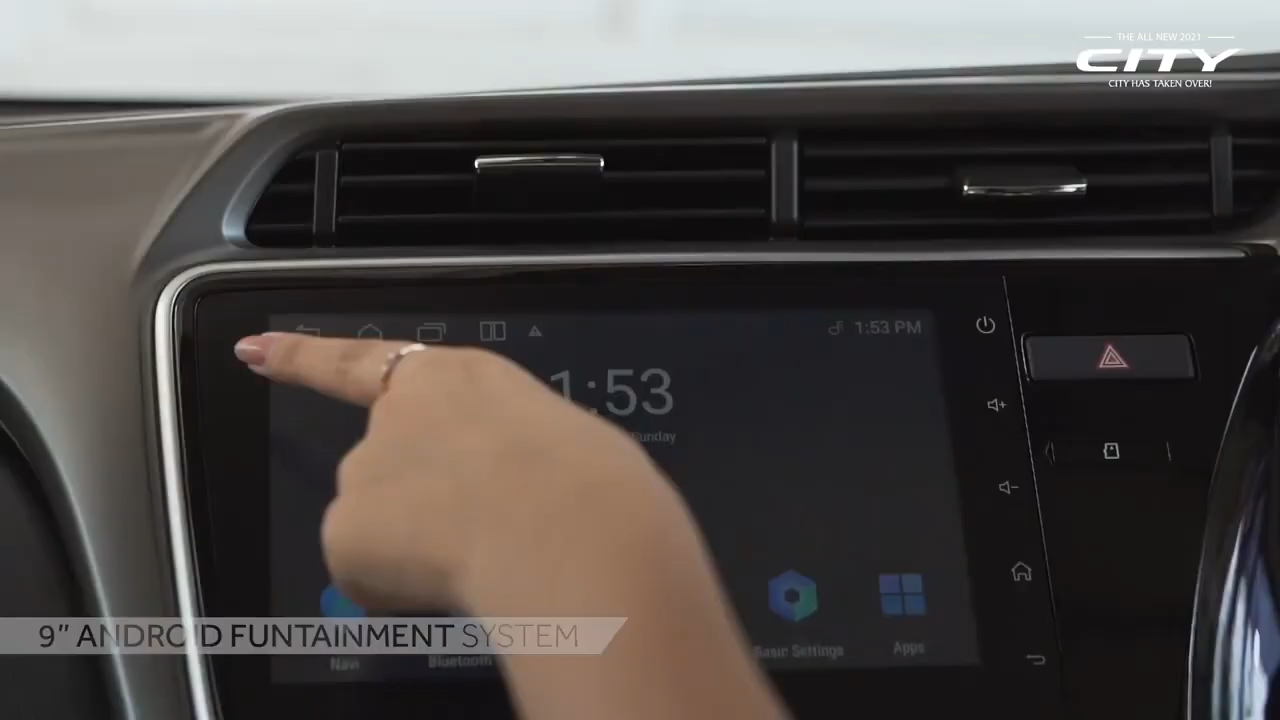 THE ALL NEW 2021
CITY
CITY HAS TAKEN OVER!
1:53 PM
1:53
Sunday
Navi
Bluetooth
Basic Settings
Apps
9" ANDROID FUNTAINMENT SYSTEM